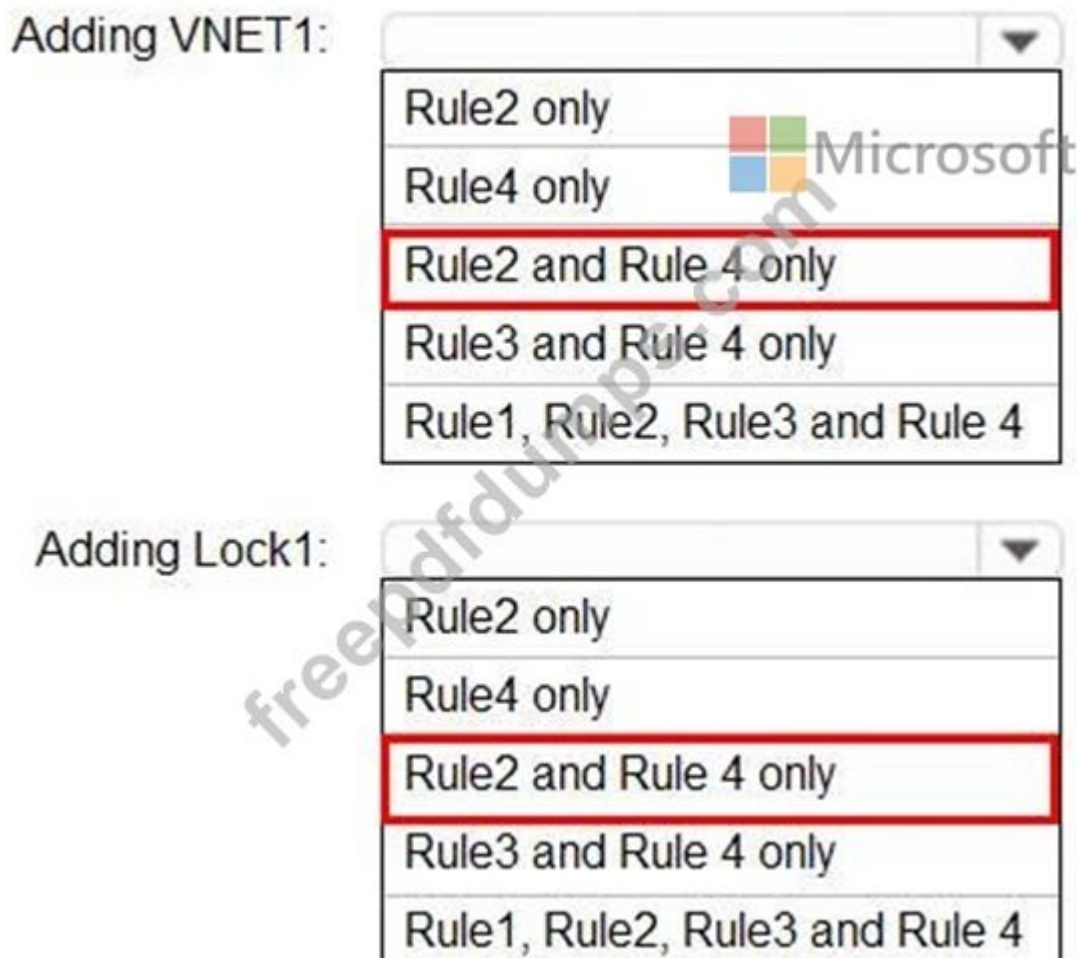 Adding VNET1:
Rule2 only
Microsoft
Rule4 only
Rule2 and Rule 4 only
Rule3 and Rule 4 only
Rule1, Rule2, Rule3 and Rule 4
freepdfdumps.com
Adding Lock1:
Rule2 only
Rule4 only
Rule2 and Rule 4 only
Rule3 and Rule 4 only
Rule1, Rule2, Rule3 and Rule 4